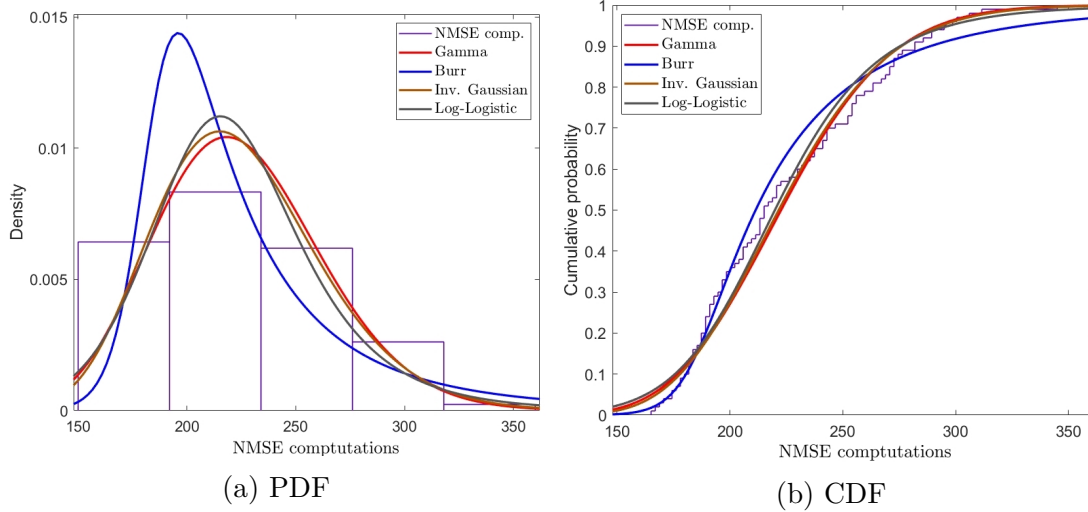 0.015
0.01
0.005
0
Density
150
200
250
300
350
NMSE comptutations
NMSE comp.
Gamma
Burr
Inv. Gaussian
Log-Logistic
(a) PDF
1
0.9
0.8
0.7
0.6
0.5
0.4
0.3
0.2
0.1
0
Cumulative probability
150
200
250
300
350
NMSE comptutations
NMSE comp.
Gamma
Burr
Inv. Gaussian
Log-Logistic
(b) CDF